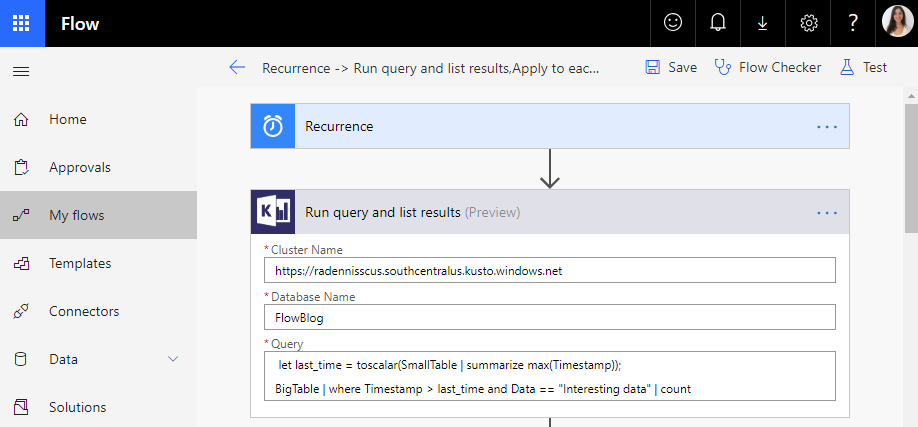 Flow
?
Recurrence -> Run query and list results,Apply to eac...
Save
Flow Checker
Test
Home
Approvals
My flows
Templates
Connectors
Data
Solutions
Recurrence
...
K
Run query and list results (Preview)
...
* Cluster Name
https://radennisscus.southcentralus.kusto.windows.net
* Database Name
FlowBlog
* Query
let last_time = toscalar(SmallTable | summarize max(Timestamp));
BigTable | where Timestamp > last_time and Data == "Interesting data" | count